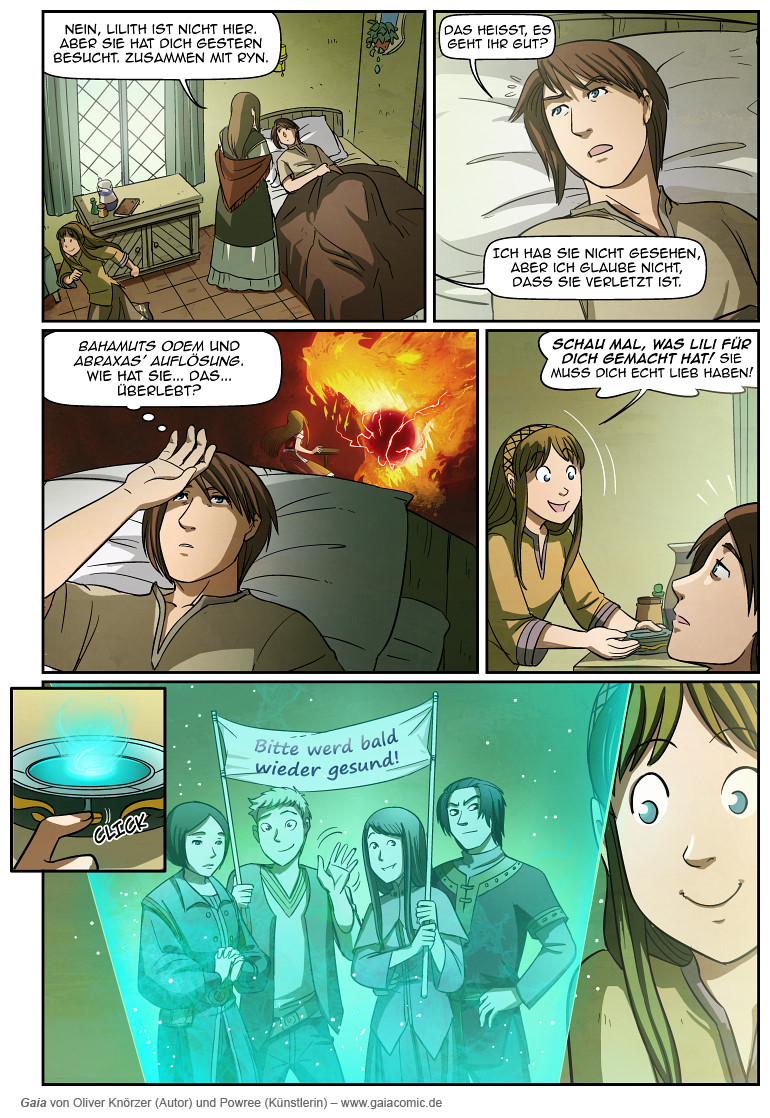 NEIN, LILITH IST NICHT HIER.
ABER SIE HAT DICH GESTERN
BESUCHT. ZUSAMMEN MIT RYN.
DAS HEISST, ES
GEHT IHR GUT?
ICH HAB SIE NICHT GESEHEN,
ABER ICH GLAUBE NICHT,
DASS SIE VERLETZT IST.
BAHAMUTS ODEM UND
ABRAXAS' AUFLÖSUNG.
WIE HAT SIE... DAS...
ÜBERLEBT?
SCHAU MAL, WAS LILI FÜR
DICH GEMACHT HAT! SIE
MUSS DICH ECHT LIEB HABEN!
CLICK
Bitte werd bald
wieder gesund!
Gaia von Oliver Knörzer (Autor) und Powree (Künstlerin) – www.gaiacomic.de